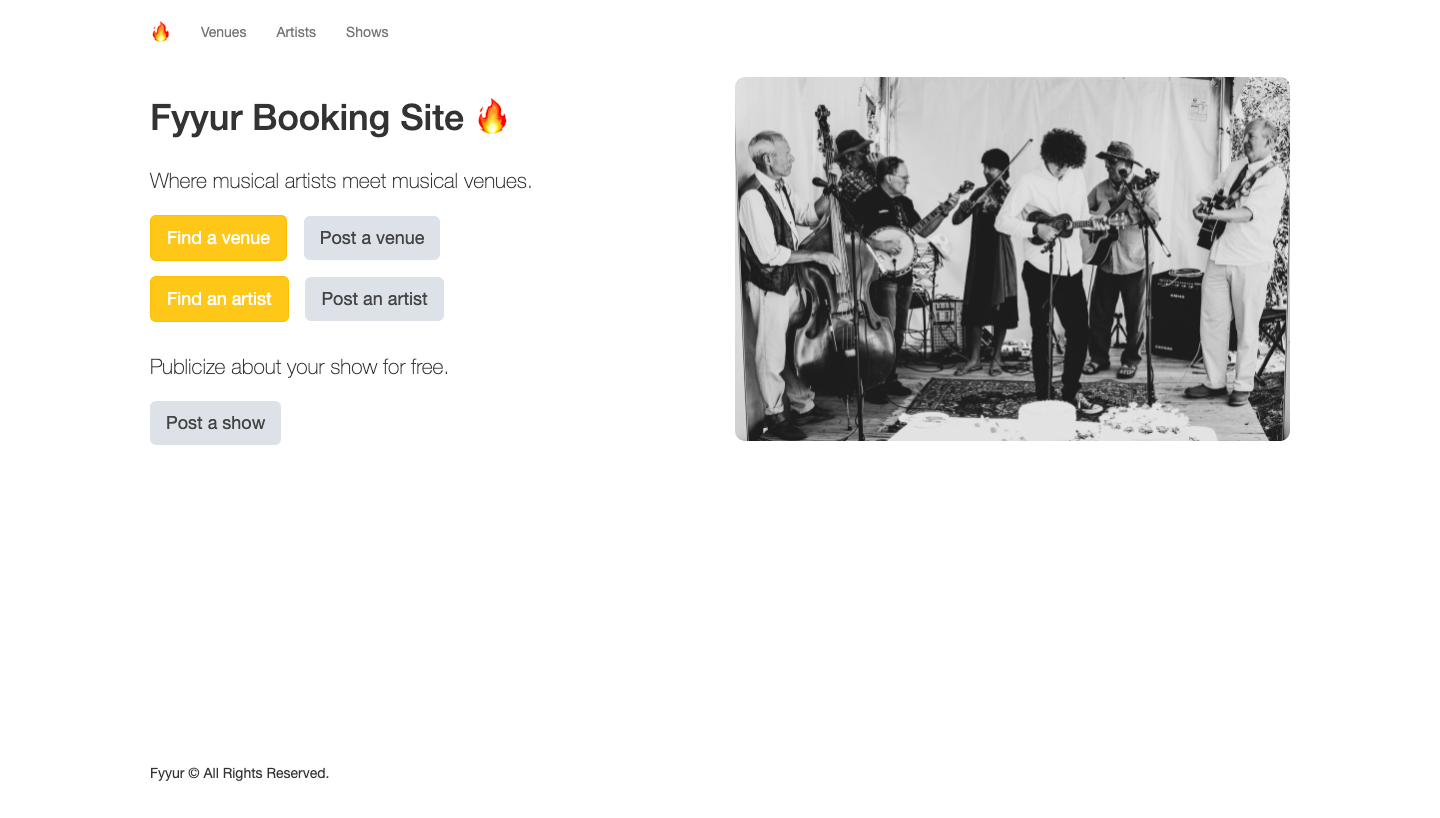 🔥 Venues Artists Shows
Fyyur Booking Site 🔥
Where musical artists meet musical venues.
Find a venue Post a venue
Find an artist Post an artist
Publicize about your show for free.
Post a show
Fyyur © All Rights Reserved.